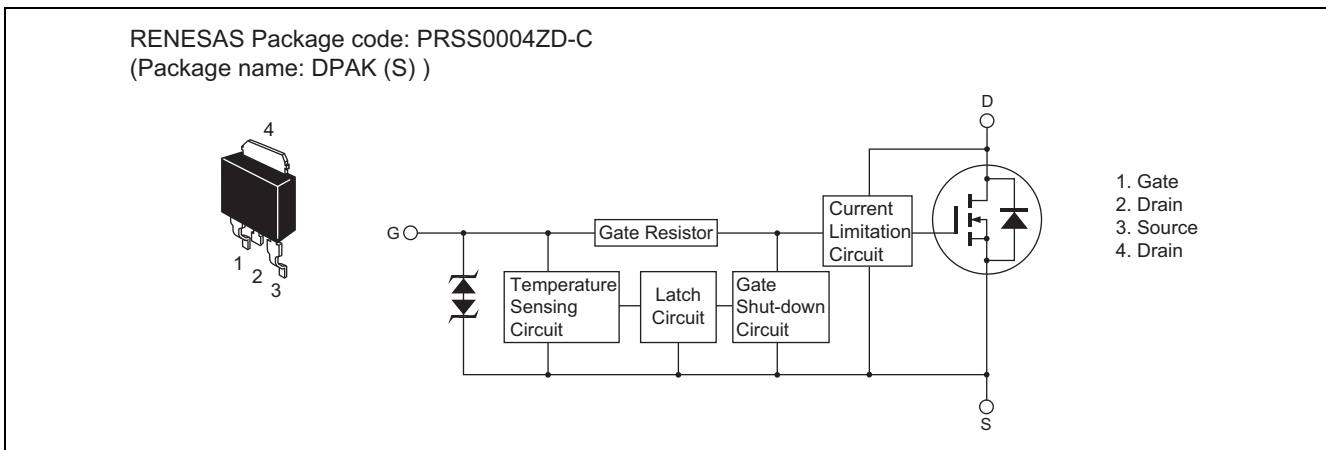 RENESAS Package code: PRSS0004ZD-C
(Package name: DPAK (S) )
4
1
2
3
D
G
Gate Resistor
Current
Limitation
Circuit
Temperature
Sensing
Circuit
Latch
Circuit
Gate
Shut-down
Circuit
S
1. Gate
2. Drain
3. Source
4. Drain